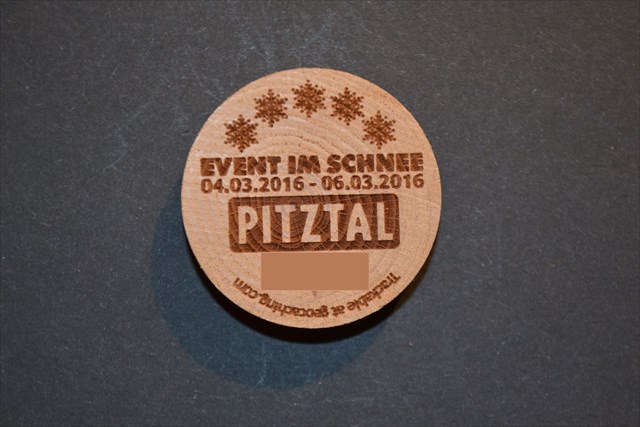 EVENT IM SCHNEE
04.03.2016 - 06.03.2016
PITZTAL
Trackable at geocaching.com